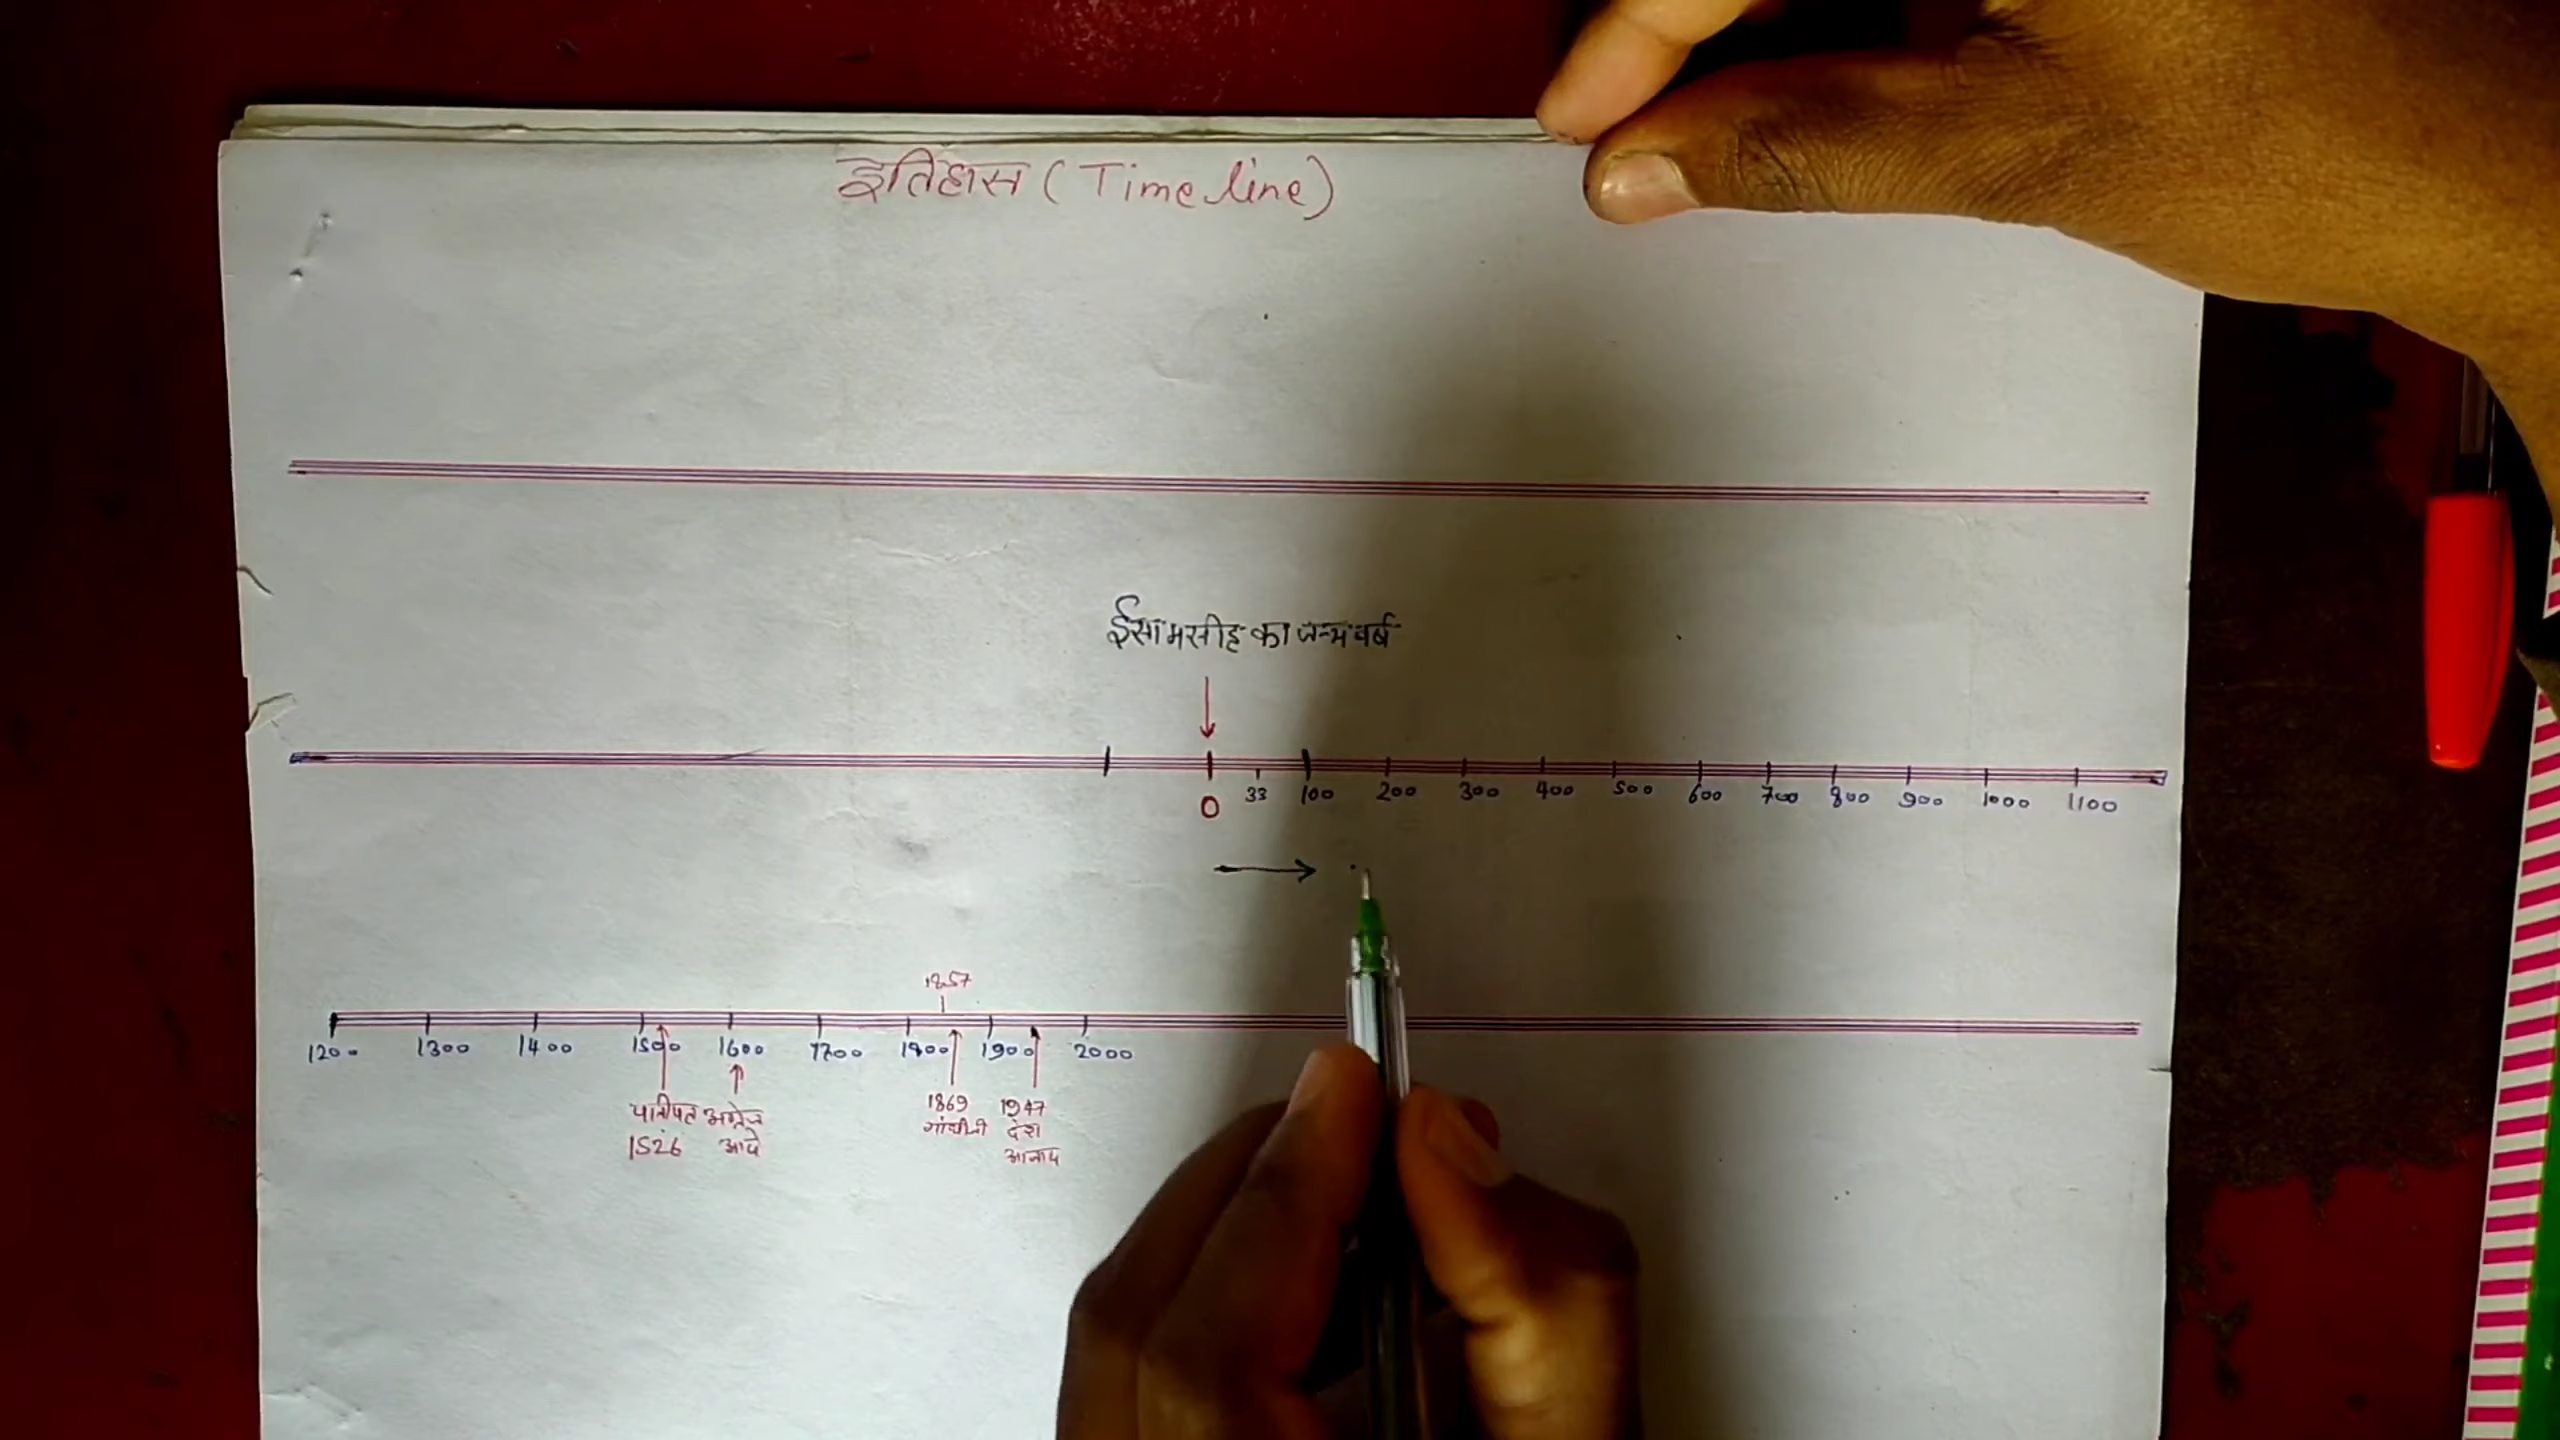 इतिहास (Time line)
ईसा मसीह का जन्म वर्ष
0 33 100 200 300 400 500 600 700 800 900 1000 1100
1857
1200 1300 1400 1500 1600 1700 1800 1900 2000
पानीपत अंग्रेज 1869 1947
1526 आये गांधीजी देश
आजाद